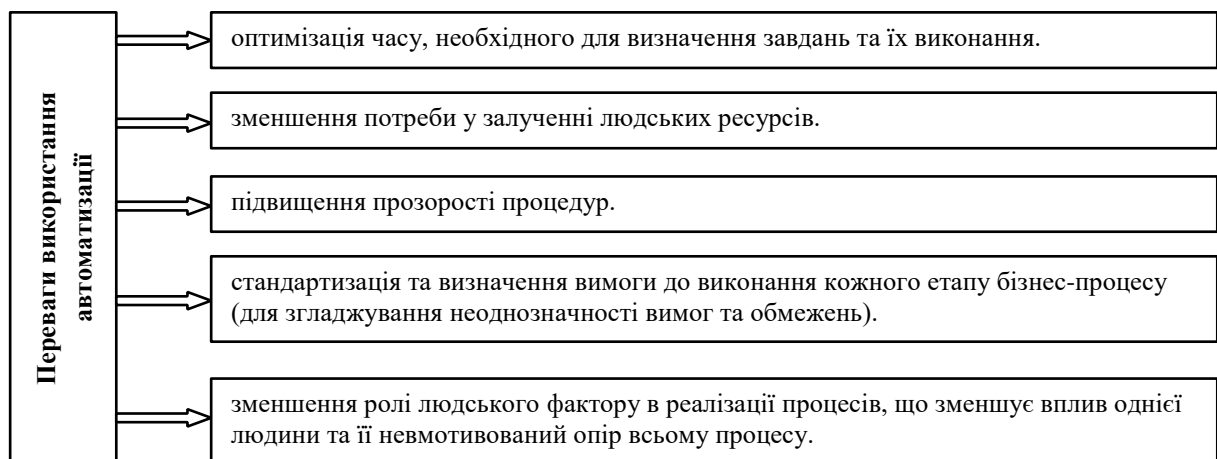 Переваги використання
автоматизації
оптимізація часу, необхідного для визначення завдань та їх виконання.
зменшення потреби у залученні людських ресурсів.
підвищення прозорості процедур.
стандартизація та визначення вимоги до виконання кожного етапу бізнес-процесу
(для згладжування неоднозначності вимог та обмежень).
зменшення ролі людського фактору в реалізації процесів, що зменшує вплив однієї
людини та її невмотивований опір всьому процесу.